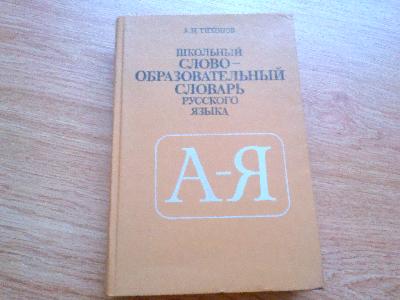 А.Н.ТИХОНОВ
ШКОЛЬНЫЙ
СЛОВО–
ОБРАЗОВАТЕЛЬНЫЙ
СЛОВАРЬ
РУССКОГО
ЯЗЫКА
А-Я